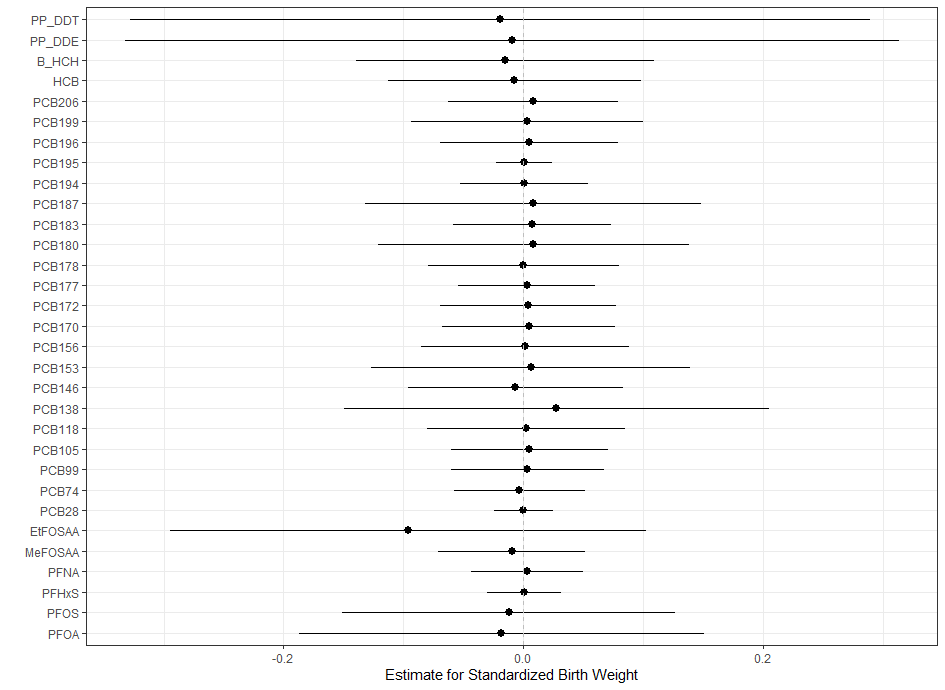 PP_DDT
PP_DDE
B_HCH
HCB
PCB206
PCB199
PCB196
PCB195
PCB194
PCB187
PCB183
PCB180
PCB178
PCB177
PCB172
PCB170
PCB156
PCB153
PCB146
PCB138
PCB118
PCB105
PCB99
PCB74
PCB28
EtFOSAA
MeFOSAA
PFNA
PFHxS
PFOS
PFOA
-0.2 0.0 0.2
Estimate for Standardized Birth Weight